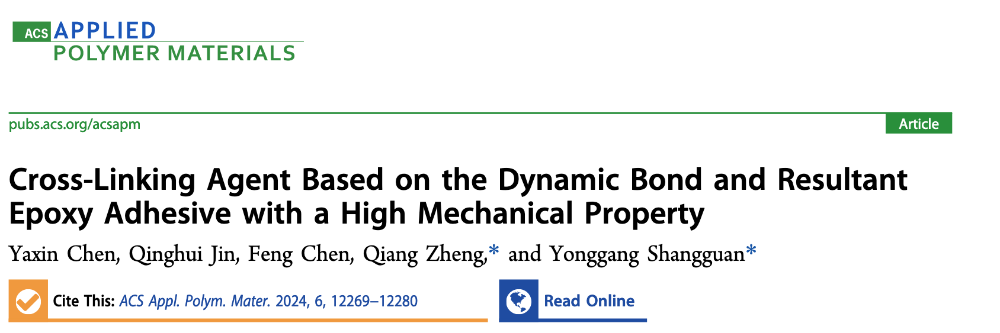 ACS APPLIED
POLYMER MATERIALS
pubs.acs.org/acsapm
Article
Cross-Linking Agent Based on the Dynamic Bond and Resultant
Epoxy Adhesive with a High Mechanical Property
Yaxin Chen, Qinghui Jin, Feng Chen, Qiang Zheng,* and Yonggang Shangguan*
Cite This: ACS Appl. Polym. Mater. 2024, 6, 12269–12280
Read Online